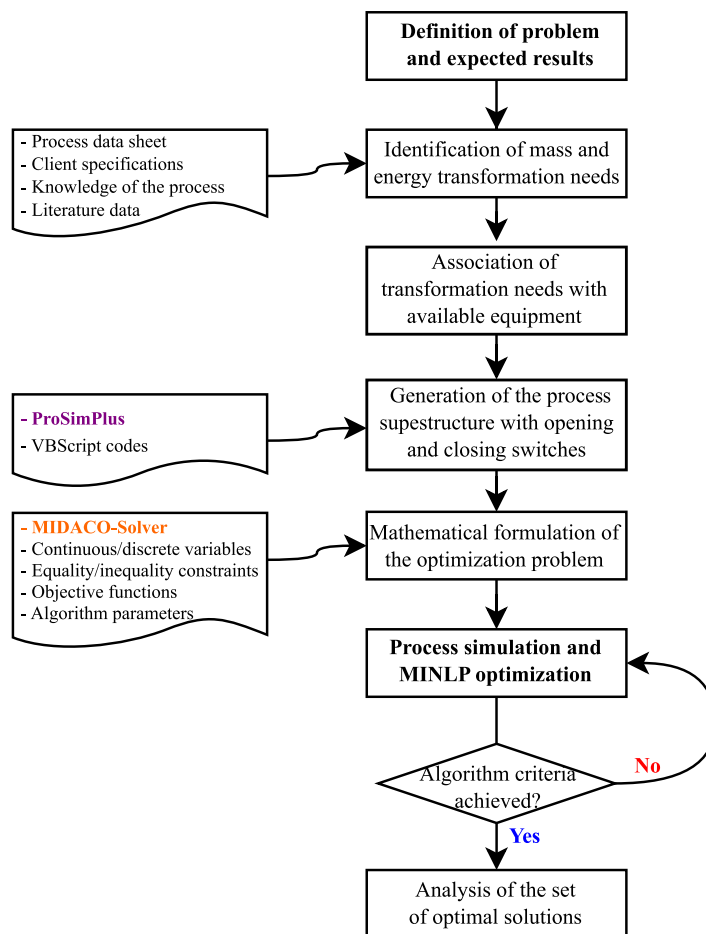 Definition of problem
and expected results
- Process data sheet
- Client specifications
- Knowledge of the process
- Literature data
Identification of mass and
energy transformation needs
Association of
transformation needs with
available equipment
- ProSimPlus
- VBScript codes
Generation of the process
supestructure with opening
and closing switches
- MIDACO-Solver
- Continuous/discrete variables
- Equality/inequality constraints
- Objective functions
- Algorithm parameters
Mathematical formulation of
the optimization problem
Process simulation and
MINLP optimization
Algorithm criteria
achieved?
No
Yes
Analysis of the set
of optimal solutions